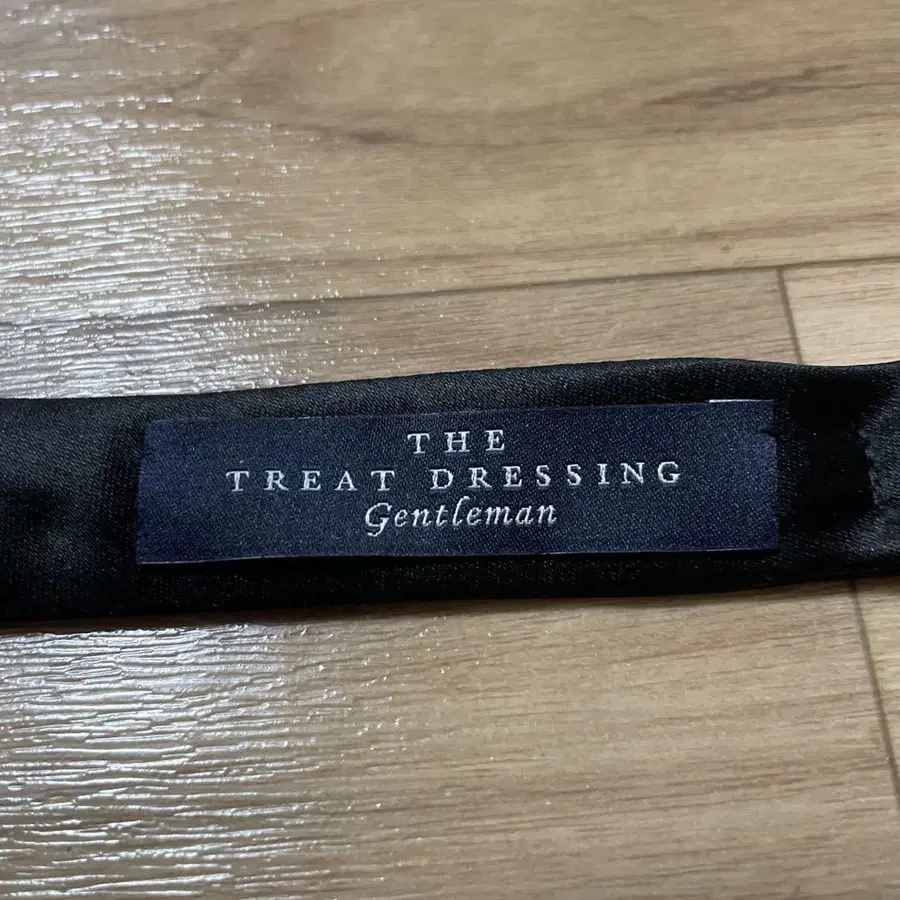 THE
TREAT DRESSING
Gentleman